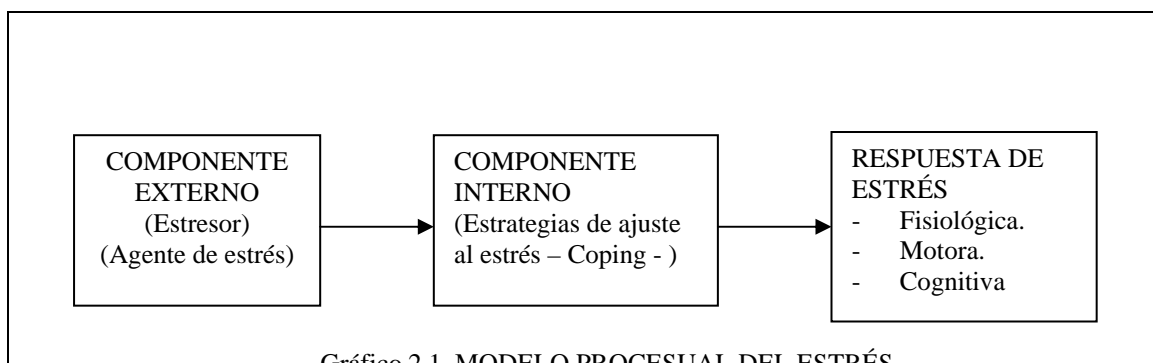 COMPONENTE
EXTERNO
(Estresor)
(Agente de estrés)
COMPONENTE
INTERNO
(Estrategias de ajuste
al estrés – Coping - )
RESPUESTA DE
ESTRÉS
- Fisiológica.
- Motora.
- Cognitiva
Gráfico 2.1. MODELO PROCESUAL DEL ESTRÉS